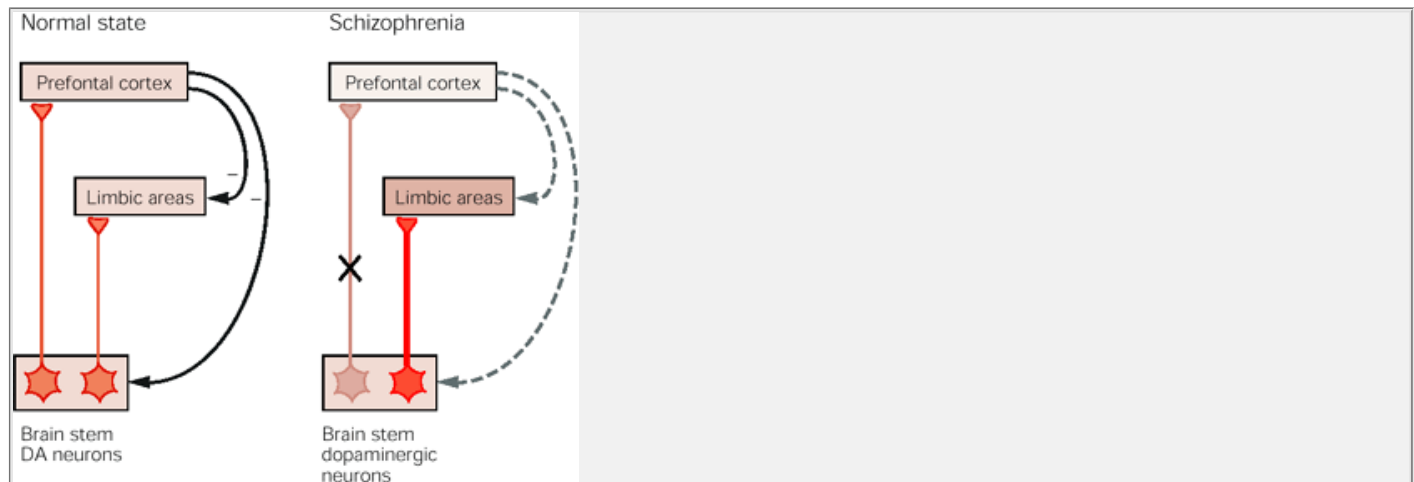 Normal state
Schizophrenia
Prefontal cortex
Prefontal cortex
Limbic areas
Limbic areas
–
–
Brain stem
DA neurons
Brain stem
dopaminergic
neurons